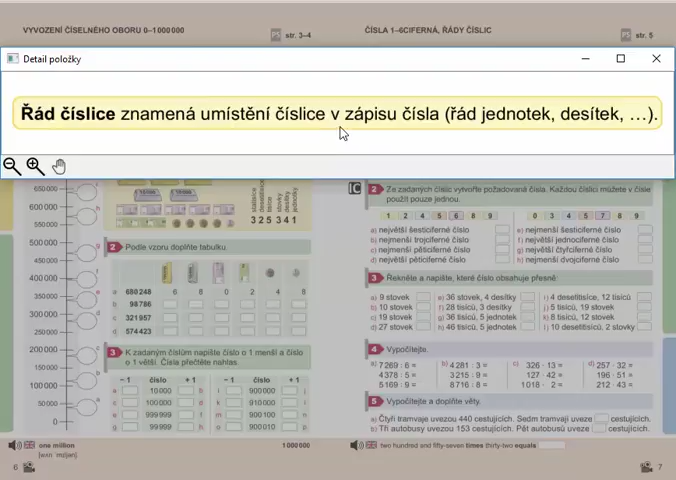 VYVOZENÍ ČÍSELNÉHO OBORU 0–1 000 000
str. 3–4
ČÍSLA 1–6CIFERNÁ, ŘÁDY ČÍSLIC
str. 5
Detail položky
Řád číslice znamená umístění číslice v zápisu čísla (řád jednotek, desítek, …).
650 000
600 000
550 000
500 000
450 000
400 000
350 000
300 000
250 000
200 000
150 000
100 000
50 000
0
statisíce
desetitisíce
tisíce
stovky
desítky
jednotky
3 2 5 3 4 1
2 Podle vzoru doplňte tabulku
a 680 248 6 8 0 2 4 8
b 98 786
c 321 957
d 574 423
3 K zadaným číslům napište číslo o 1 menší a číslo
o 1 větší. Čísla přečtěte nahlas.
− 1 číslo + 1 − 1 číslo + 1
10 000 900 000
100 000 910 000
999 999 900 100
99 999 900 010
one million
1 000 000
6
2 Ze zadaných číslic vytvořte požadovaná čísla. Každou číslici můžete v čísle
použít pouze jednou.
1 2 4 5 6 8 9
0 3 4 5 7 8 9
a) největší šesticiferné číslo
b) nejmenší trojciferné číslo
c) nejmenší pěticiferné číslo
d) největší pěticiferné číslo
e) nejmenší šesticiferné číslo
f) největší jednociferné číslo
g) největší čtyřciferné číslo
h) nejmenší dvojciferné číslo
3 Řekněte a napište, které číslo obsahuje přesně:
a) 9 stovek
b) 10 stovek
c) 19 stovek
d) 27 stovek
e) 36 stovek, 4 desítky
f) 28 tisíců, 3 desítky
g) 36 tisíců, 5 jednotek
h) 46 tisíců, 5 jednotek
i) 4 desetitisíce, 12 tisíců
j) 5 tisíců, 19 stovek
k) 8 tisíců, 12 stovek
l) 10 desetitisíců, 2 stovky
4 Vypočítejte.
a) 7 269 : 6 =
4 378 : 5 =
5 169 : 9 =
b) 4 281 : 3 =
3 215 : 9 =
8 716 : 8 =
c) 326 · 13 =
127 · 42 =
1 018 · 2 =
d) 257 · 32 =
196 · 51 =
212 · 43 =
5 Vypočítejte a doplňte věty.
a) Čtyři tramvaje uvezou 440 cestujících. Sedm tramvají uveze cestujících.
b) Tři autobusy uvezou 153 cestujících. Pět autobusů uveze cestujících.
two hundred and fifty-seven times thirty-two equals
7